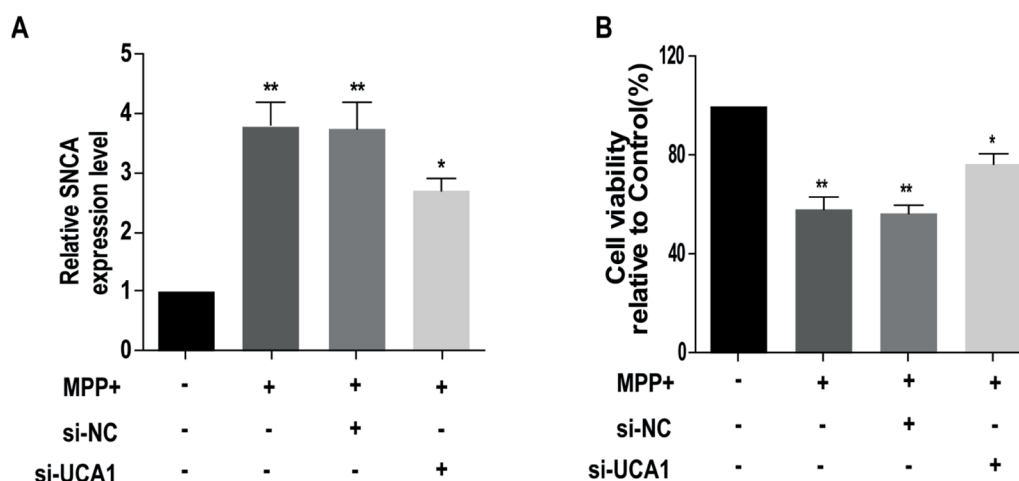 A
Relative SNCA
expression level
5
4
3
2
1
0
** ** *
MPP+ - + + +
si-NC - - + -
si-UCA1 - - - +
B
Cell viability
relative to Control(%)
120
80
40
0
** ** *
MPP+ - + + +
si-NC - - + -
si-UCA1 - - - +